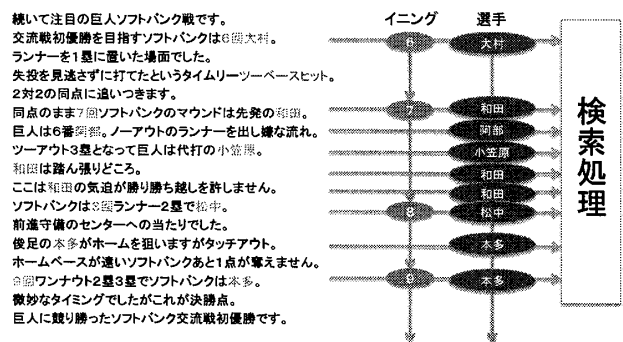 続いて注目の巨人ソフトバンク戦です。
交流戦初優勝を目指すソフトバンクは6回大村。
ランナーを1塁に置いた場面でした。
失投を見逃さずに打てたというタイムリーツーベースヒット。
2対2の同点に追いつきます。
同点のまま7回ソフトバンクのマウンドは先発の和田。
巨人は6番阿部。ノーアウトのランナーを出し嫌な流れ。
ツーアウト3塁となって巨人は代打の小笠原。
和田は踏ん張りどころ。
ここは和田の気迫が勝り勝ち越しを許しません。
ソフトバンクは8回ランナー2塁で松中。
前進守備のセンターへの当たりでした。
俊足の本多がホームを狙いますがタッチアウト。
ホームベースが遠いソフトバンクあと1点が奪えません。
9回ワンナウト2塁3塁でソフトバンクは本多。
微妙なタイミングでしたがこれが決勝点。
巨人に競り勝ったソフトバンク交流戦初優勝です。
イニング 選手
6 大村
7 和田
阿部
小笠原
和田
和田
8 松中
本多
9 本多
検索処理